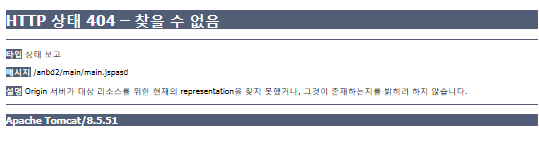 HTTP 상태 404 – 찾을 수 없음
타입 상태 보고
메시지 /anbd2/main/main.jspasd
설명 Origin 서버가 대상 리소스를 위한 현재의 representation을 찾지 못했거나, 그것이 존재하는지를 밝히려 하지 않습니다.
Apache Tomcat/8.5.51